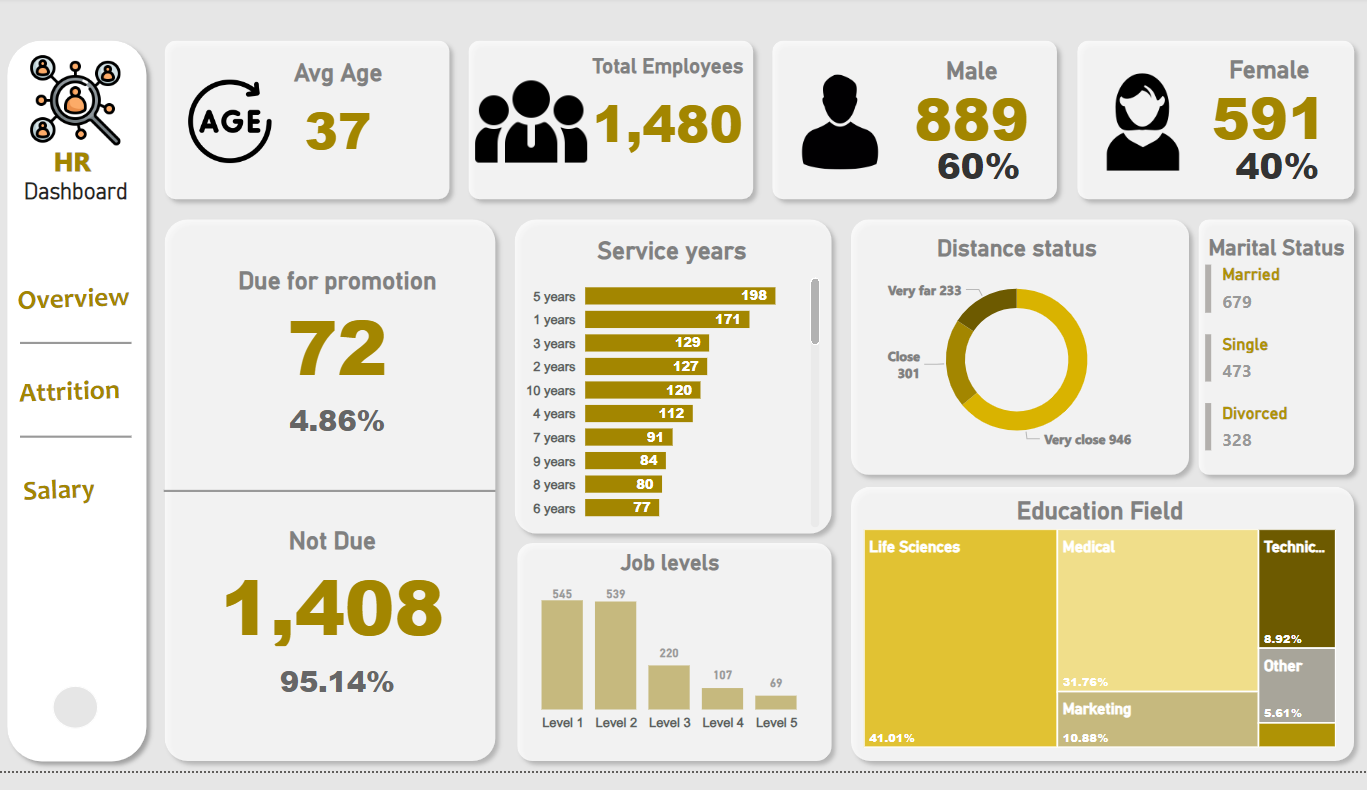 HR
Dashboard
Overview
Attrition
Salary
AGE
Avg Age
37
Total Employees
1,480
Male
889
60%
Female
591
40%
Due for promotion
72
4.86%
Not Due
1,408
95.14%
Service years
5 years 198
1 years 171
3 years 129
2 years 127
10 years 120
4 years 112
7 years 91
9 years 84
8 years 80
6 years 77
Job levels
545 539 220 107 69
Level 1 Level 2 Level 3 Level 4 Level 5
Distance status
Very far 233
Close
301
Very close 946
Marital Status
Married
679
Single
473
Divorced
328
Education Field
Life Sciences
41.01%
Medical
31.76%
Marketing
10.88%
Technic...
8.92%
Other
5.61%